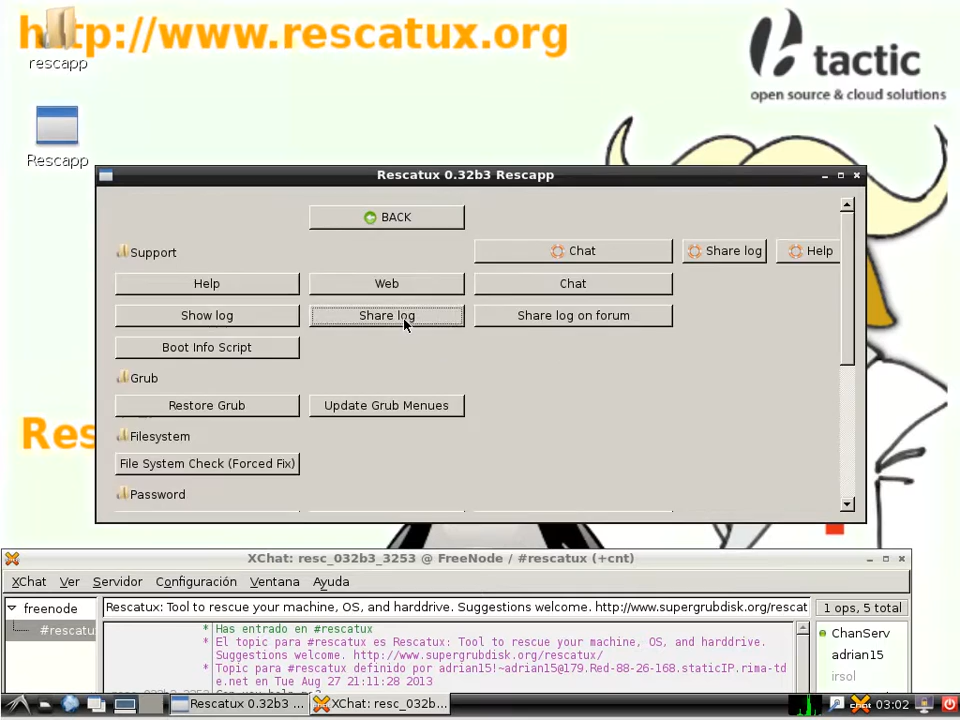 http://www.rescatux.org
tactic
open source & cloud solutions
rescapp
Rescapp
Rescatux 0.32b3 Rescapp
BACK
Support
Chat
Share log
Help
Help
Web
Chat
Show log
Share log
Share log on forum
Boot Info Script
Grub
Restore Grub
Update Grub Menues
Filesystem
File System Check (Forced Fix)
Password
Res
XChat: resc_032b3_3253 @ FreeNode / #rescatux (+cnt)
XChat Ver Servidor Configuración Ventana Ayuda
freenode
#rescatu
Rescatux: Tool to rescue your machine, OS, and harddrive. Suggestions welcome. http://www.supergrubdisk.org/rescat
1 ops, 5 total
* Has entrado en #rescatux
* El topic para #rescatux es Rescatux: Tool to rescue your machine, OS, and harddrive.
Suggestions welcome. http://www.supergrubdisk.org/rescatux/
* Topic para #rescatux definido por adrian15!~adrian15@179.Red-88-26-168.staticIP.rima-td
e.net en Tue Aug 27 21:11:28 2013
ChanServ
adrian15
irsol
Rescatux 0.32b3 ...
XChat: resc_032b...
03:02